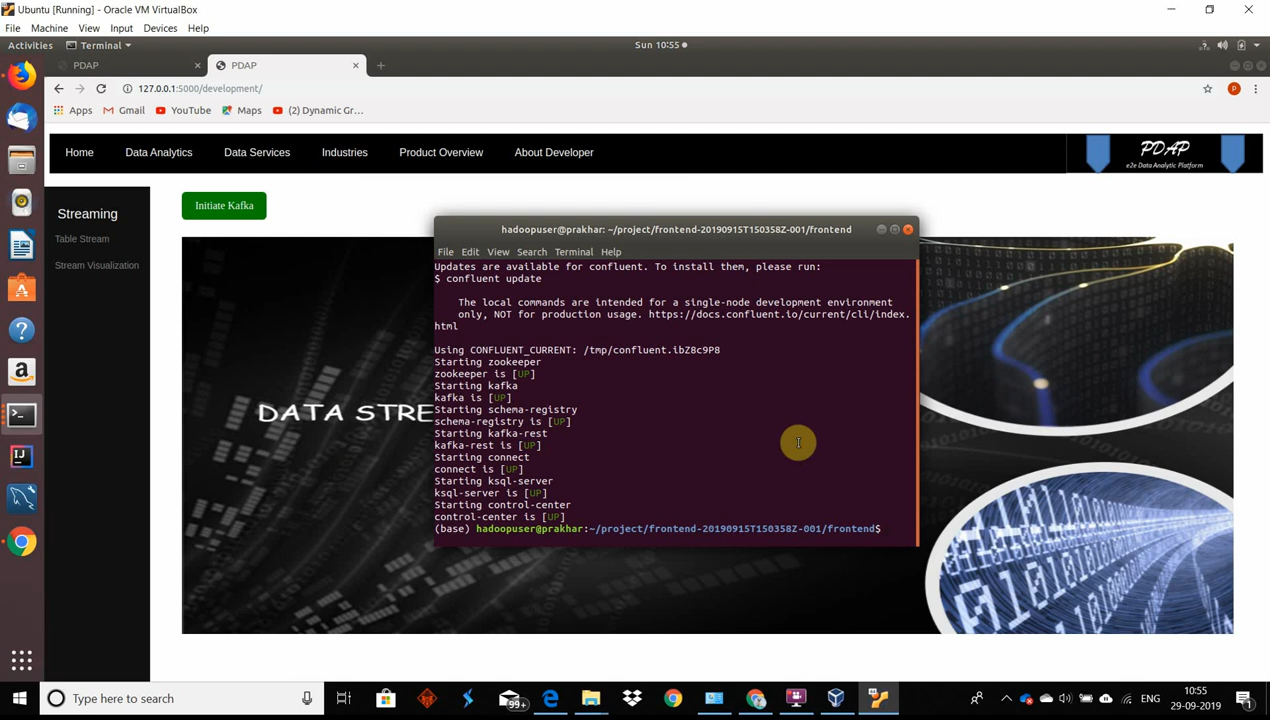 Ubuntu [Running] - Oracle VM VirtualBox
File Machine View Input Devices Help
Activities Terminal Sun 10:55
PDAP PDAP
127.0.0.1:5000/development/ P
Apps Gmail YouTube Maps (2) Dynamic Gr…
Home Data Analytics Data Services Industries Product Overview About Developer
PDAP
e2e Data Analytic Platform
Streaming
Table Stream
Stream Visualization
Initiate Kafka
DATA STRE
hadoopuser@prakhar: ~/project/frontend-20190915T150358Z-001/frontend
File Edit View Search Terminal Help
Updates are available for confluent. To install them, please run:
$ confluent update
The local commands are intended for a single-node development environment
only, NOT for production usage. https://docs.confluent.io/current/cli/index.
html
Using CONFLUENT_CURRENT: /tmp/confluent.ibZ8c9P8
Starting zookeeper
zookeeper is [UP]
Starting kafka
kafka is [UP]
Starting schema-registry
schema-registry is [UP]
Starting kafka-rest
kafka-rest is [UP]
Starting connect
connect is [UP]
Starting ksql-server
ksql-server is [UP]
Starting control-center
control-center is [UP]
(base) hadoopuser@prakhar:~/project/frontend-20190915T150358Z-001/frontend$
Type here to search
99+
ENG
10:55
29-09-2019
1